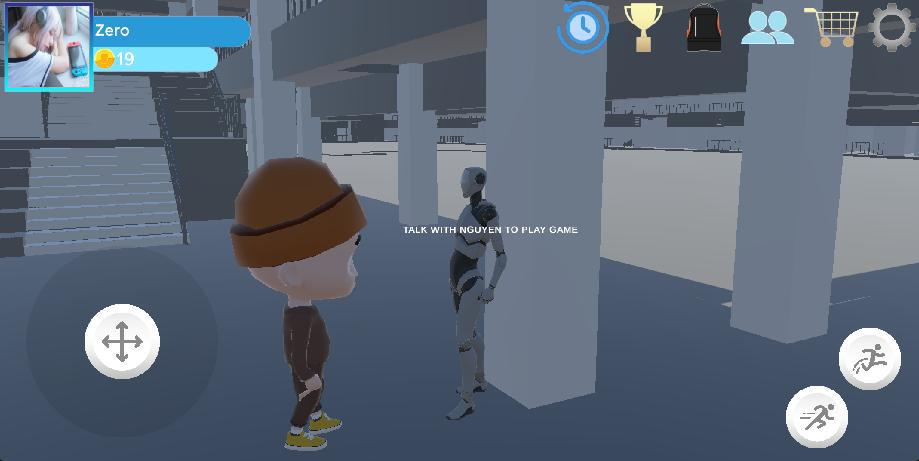 Zero
19
TALK WITH NGUYEN TO PLAY GAME